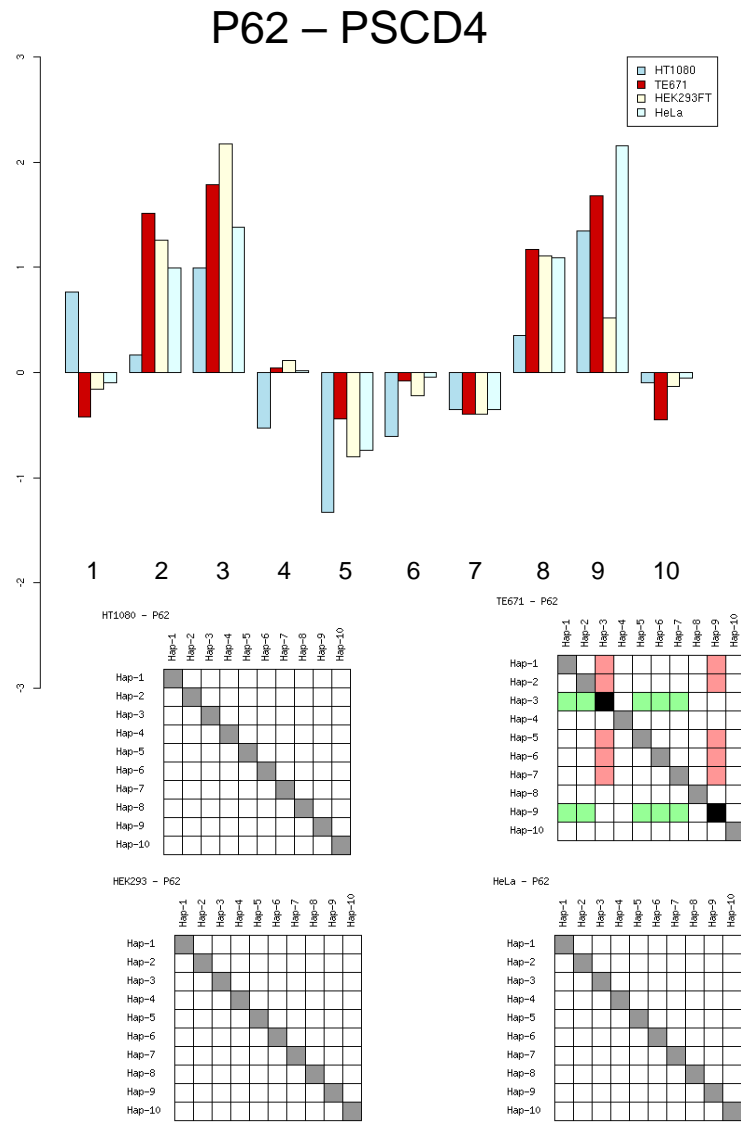 P62 – PSCD4
3
2
1
0
-1
-2
-3
HT1080
TE671
HEK293FT
HeLa
1 2 3 4 5 6 7 8 9 10
HT1080 – P62
Hap-1 Hap-2 Hap-3 Hap-4 Hap-5 Hap-6 Hap-7 Hap-8 Hap-9 Hap-10
Hap-1
Hap-2
Hap-3
Hap-4
Hap-5
Hap-6
Hap-7
Hap-8
Hap-9
Hap-10
TE671 – P62
Hap-1 Hap-2 Hap-3 Hap-4 Hap-5 Hap-6 Hap-7 Hap-8 Hap-9 Hap-10
Hap-1
Hap-2
Hap-3
Hap-4
Hap-5
Hap-6
Hap-7
Hap-8
Hap-9
Hap-10
HEK293 – P62
Hap-1 Hap-2 Hap-3 Hap-4 Hap-5 Hap-6 Hap-7 Hap-8 Hap-9 Hap-10
Hap-1
Hap-2
Hap-3
Hap-4
Hap-5
Hap-6
Hap-7
Hap-8
Hap-9
Hap-10
HeLa – P62
Hap-1 Hap-2 Hap-3 Hap-4 Hap-5 Hap-6 Hap-7 Hap-8 Hap-9 Hap-10
Hap-1
Hap-2
Hap-3
Hap-4
Hap-5
Hap-6
Hap-7
Hap-8
Hap-9
Hap-10